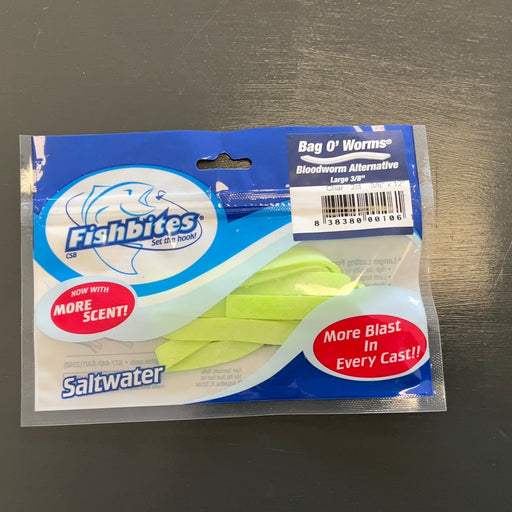 Bag O' Worms®
Bloodworm Alternative
Large 3/8"
8 38380 00106
Fishbites®
Set the hook!
CSB
NOW WITH
MORE
SCENT!
More Blast
In
Every Cast!!
Saltwater